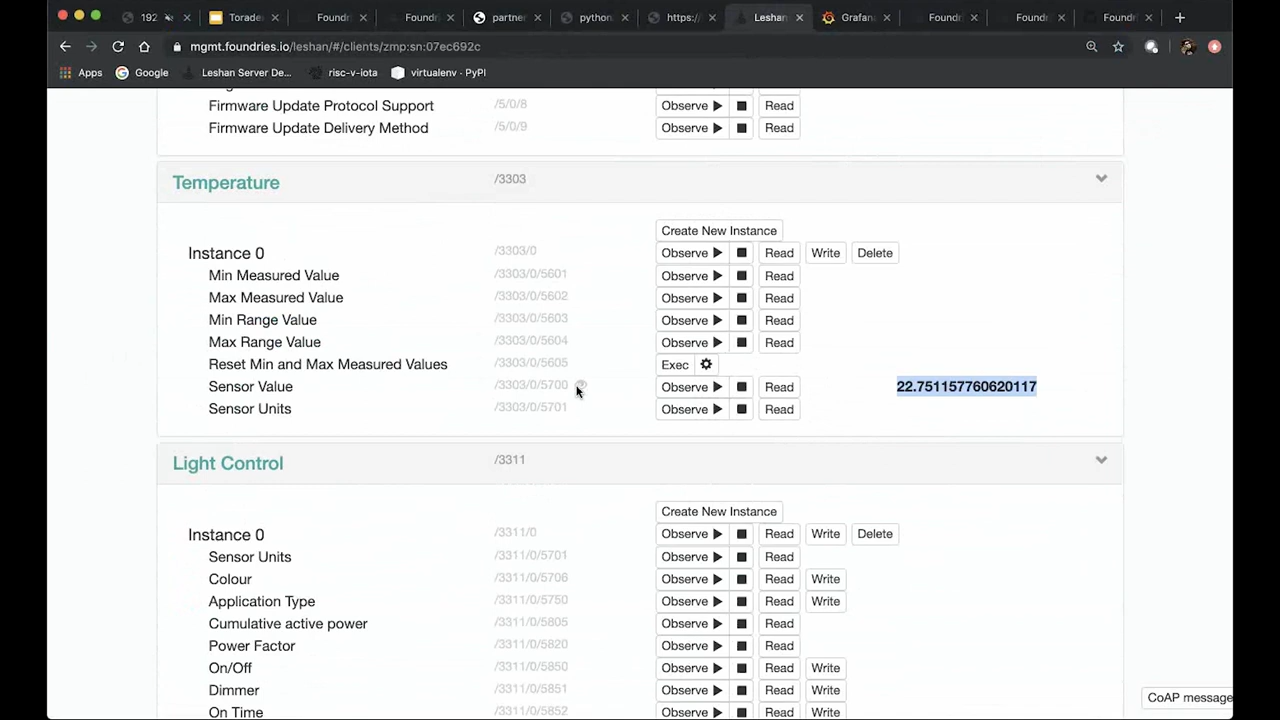 192 Torade Foundri Foundri partner python https:/ Leshan Grafana Foundri Foundri Foundri
mgmt.foundries.io/leshan/#/clients/zmp:sn:07ec692c
Apps Google Leshan Server De... risc-v-iota virtualenv · PyPI
Firmware Update Protocol Support /5/0/8 Observe Read
Firmware Update Delivery Method /5/0/9 Observe Read
Temperature /3303
Create New Instance
Instance 0 /3303/0 Observe Read Write Delete
Min Measured Value /3303/0/5601 Observe Read
Max Measured Value /3303/0/5602 Observe Read
Min Range Value /3303/0/5603 Observe Read
Max Range Value /3303/0/5604 Observe Read
Reset Min and Max Measured Values /3303/0/5605 Exec
Sensor Value /3303/0/5700 Observe Read 22.751157760620117
Sensor Units /3303/0/5701 Observe Read
Light Control /3311
Create New Instance
Instance 0 /3311/0 Observe Read Write Delete
Sensor Units /3311/0/5701 Observe Read
Colour /3311/0/5706 Observe Read Write
Application Type /3311/0/5750 Observe Read Write
Cumulative active power /3311/0/5805 Observe Read
Power Factor /3311/0/5820 Observe Read
On/Off /3311/0/5850 Observe Read Write
Dimmer /3311/0/5851 Observe Read Write
On Time /3311/0/5852 Observe Read Write
CoAP message